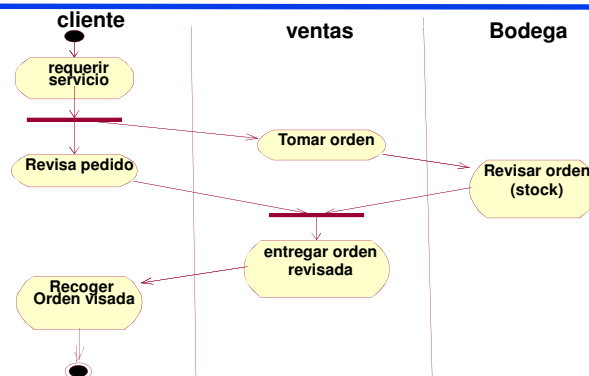 cliente
ventas
Bodega
requerir
servicio
Tomar orden
Revisa pedido
Revisar orden
(stock)
entregar orden
revisada
Recoger
Orden visada